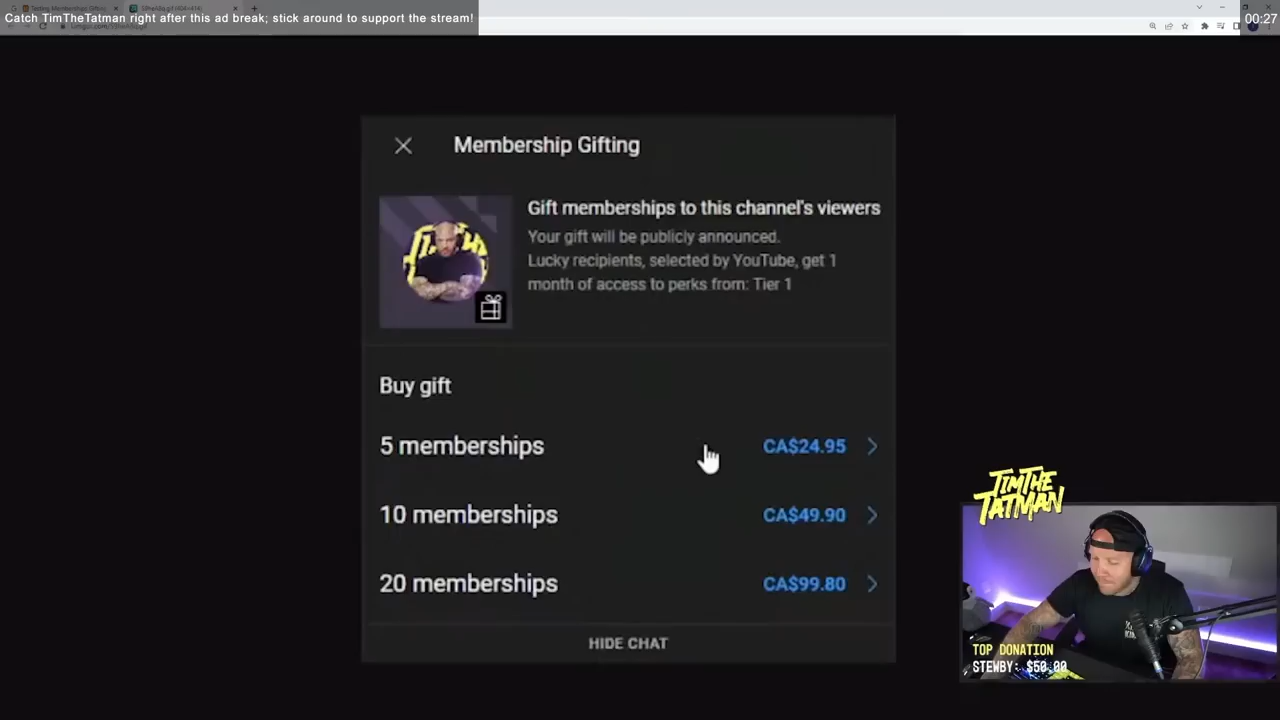 Testing Memberships Gifting
Catch TimTheTatman right after this ad break; stick around to support the stream!
00:27
Membership Gifting
Gift memberships to this channel's viewers
Your gift will be publicly announced.
Lucky recipients, selected by YouTube, get 1
month of access to perks from: Tier 1
Buy gift
5 memberships CA$24.95
10 memberships CA$49.90
20 memberships CA$99.80
HIDE CHAT
TIMTHE
TATMAN
TOP DONATION
STEWBY: $50.00